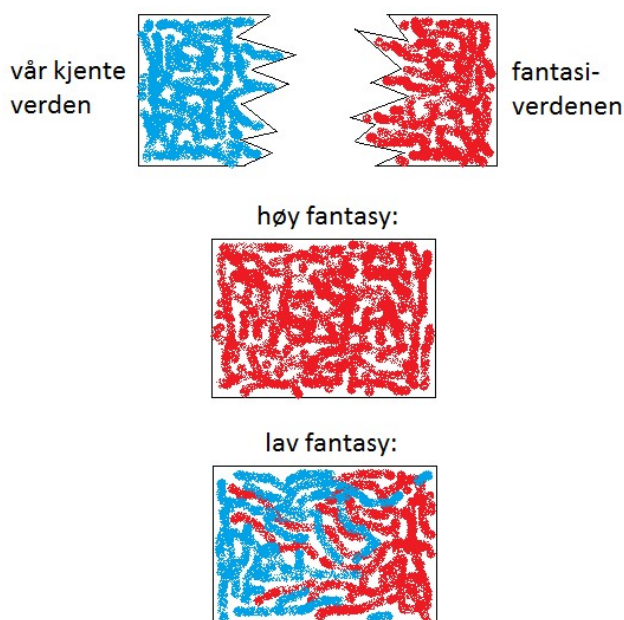 vår kjente
verden
fantasi-
verdenen
høy fantasy:
lav fantasy: